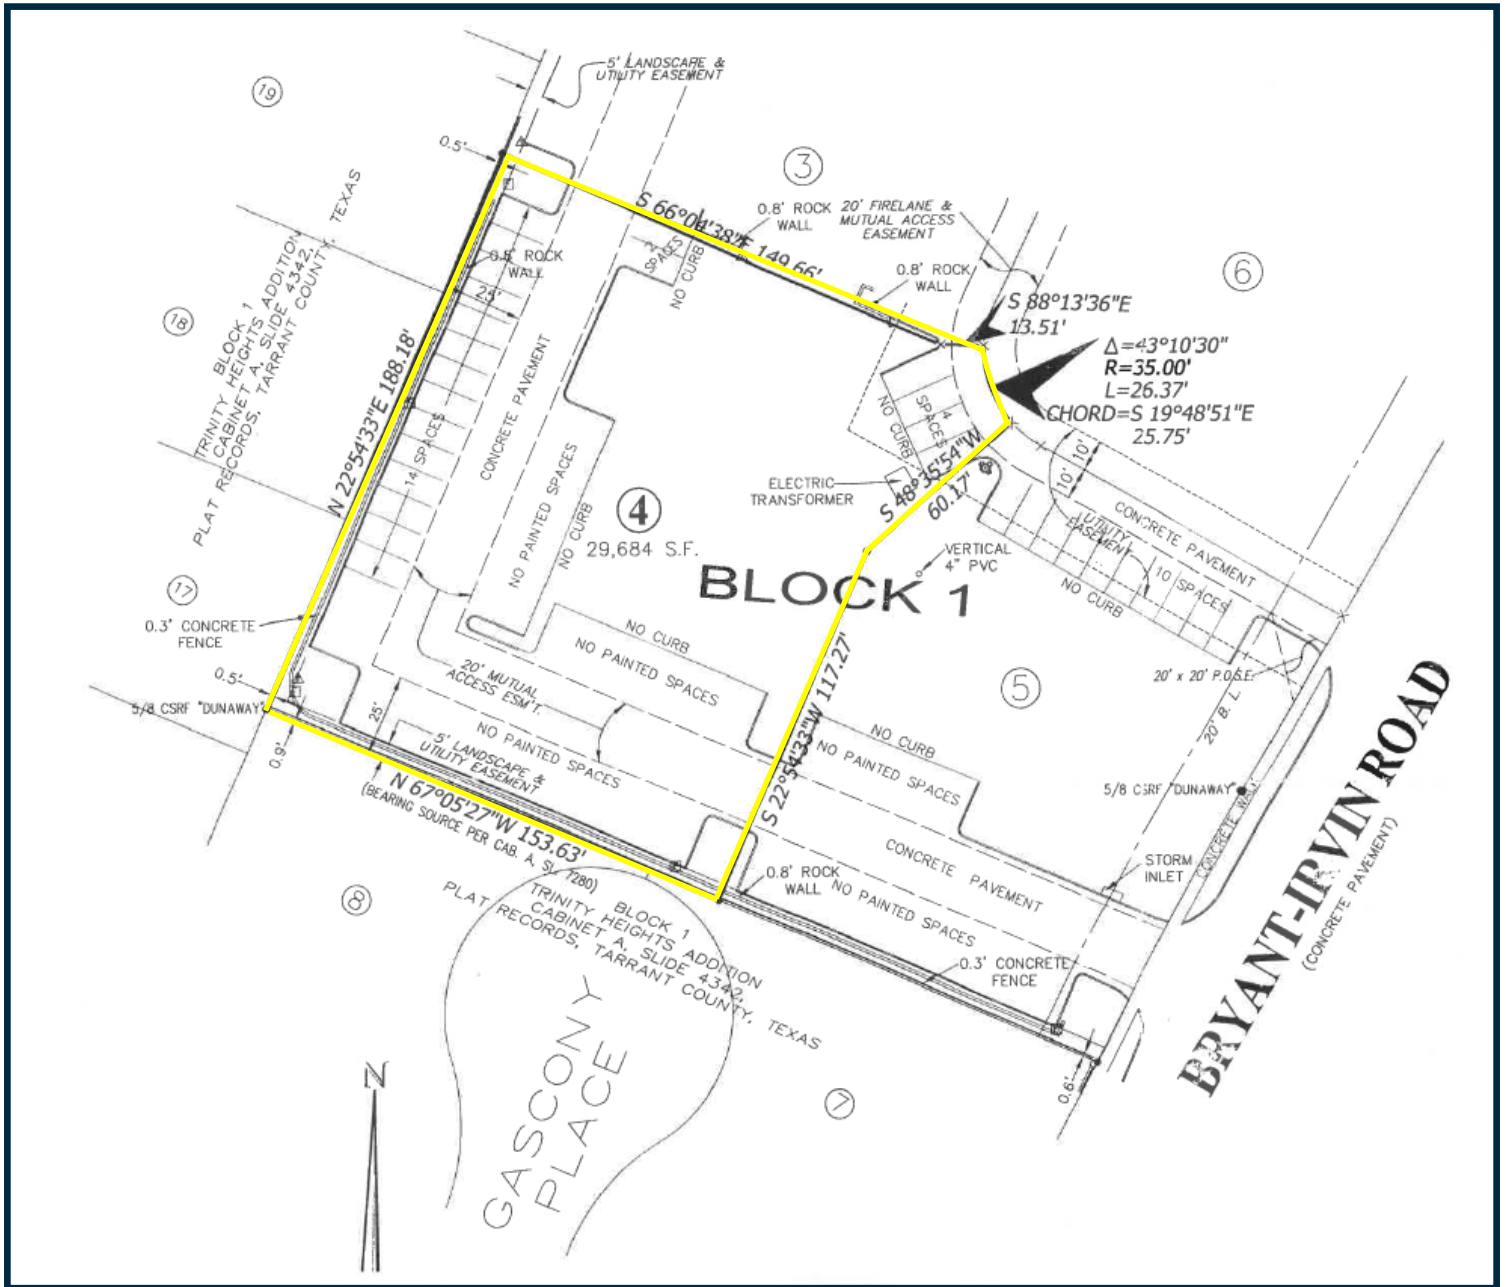 5' LANDSCAPE &
UTILITY EASEMENT
19
0.5'
3
S 66°04'38"E 149.66'
0.8' ROCK
WALL
20' FIRELANE &
MUTUAL ACCESS
EASEMENT
6
2
SPACES
NO CURB
0.8' ROCK
WALL
ROCK
WALL
25'
S 88°13'36"E
13.51'
Δ=43°10'30"
R=35.00'
L=26.37'
CHORD=S 19°48'51"E
25.75'
18
BLOCK 1
TRINITY HEIGHTS ADDITION
CABINET A, SLIDE 4342,
PLAT RECORDS, TARRANT COUNTY, TEXAS
N 22°54'33"E 188.18'
14 SPACES
CONCRETE PAVEMENT
NO PAINTED SPACES
NO CURB
4
SPACES
NO CURB
S 48°35'54"W
60.17'
ELECTRIC
TRANSFORMER
10' 10'
UTILITY
EASEMENT
CONCRETE PAVEMENT
10 SPACES
NO CURB
4
29,684 S.F.
BLOCK 1
VERTICAL
4" PVC
17
0.3' CONCRETE
FENCE
NO CURB
NO PAINTED SPACES
S 22°54'33"W 117.27'
0.5'
5/8 CSRF "DUNAWAY"
0.9'
20' MUTUAL
ACCESS ESM'T.
25'
NO PAINTED SPACES
5' LANDSCAPE &
UTILITY EASEMENT
5
20' x 20' P.O.S.E.
20' B. L.
NO CURB
NO PAINTED SPACES
5/8 CSRF "DUNAWAY"
CONCRETE WALL
BRYANT-IRVIN ROAD
(CONCRETE PAVEMENT)
N 67°05'27"W 153.63'
(BEARING SOURCE PER CAB. A, SL. 7280)
CONCRETE PAVEMENT
STORM
INLET
0.8' ROCK
WALL
NO PAINTED SPACES
8
BLOCK 1
TRINITY HEIGHTS ADDITION
CABINET A, SLIDE 4342,
PLAT RECORDS, TARRANT COUNTY, TEXAS
0.3' CONCRETE
FENCE
GASCONY
PLACE
N
7
0.6'